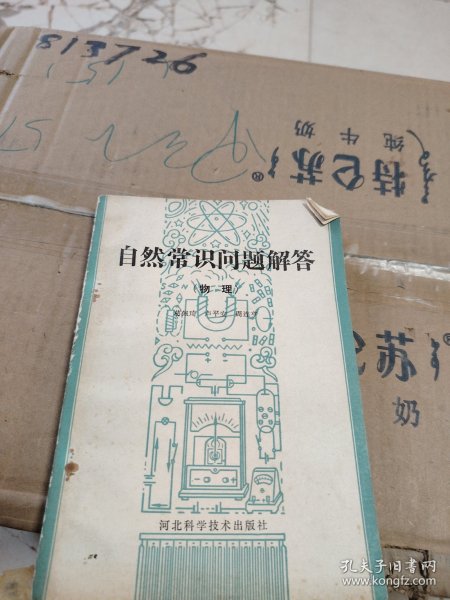 813726
特仑苏®
纯牛奶
自然常识问题解答
（物理）
河北科学技术出版社
仑苏
奶
孔夫子旧书网
www.kongfz.com